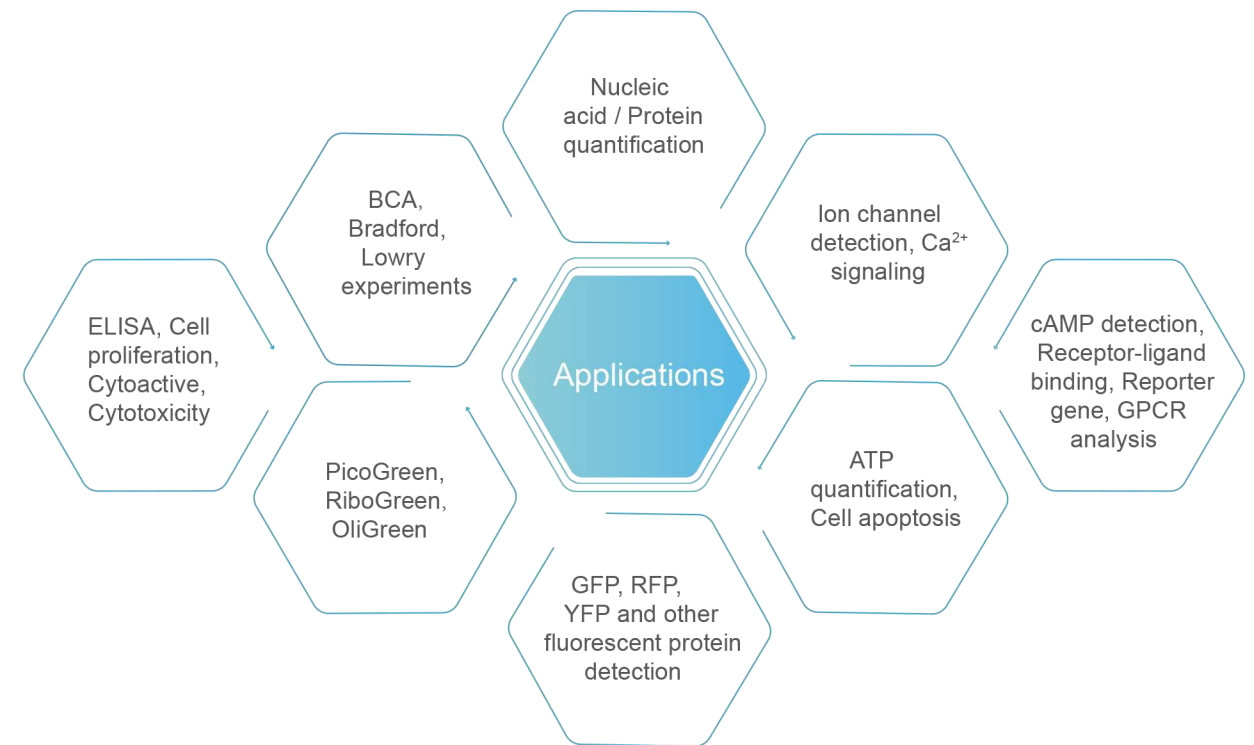 Nucleic
acid / Protein
quantification
BCA,
Bradford,
Lowry
experiments
Ion channel
detection, Ca²⁺
signaling
ELISA, Cell
proliferation,
Cytoactive,
Cytotoxicity
Applications
cAMP detection,
Receptor-ligand
binding, Reporter
gene, GPCR
analysis
PicoGreen,
RiboGreen,
OliGreen
ATP
quantification,
Cell apoptosis
GFP, RFP,
YFP and other
fluorescent protein
detection